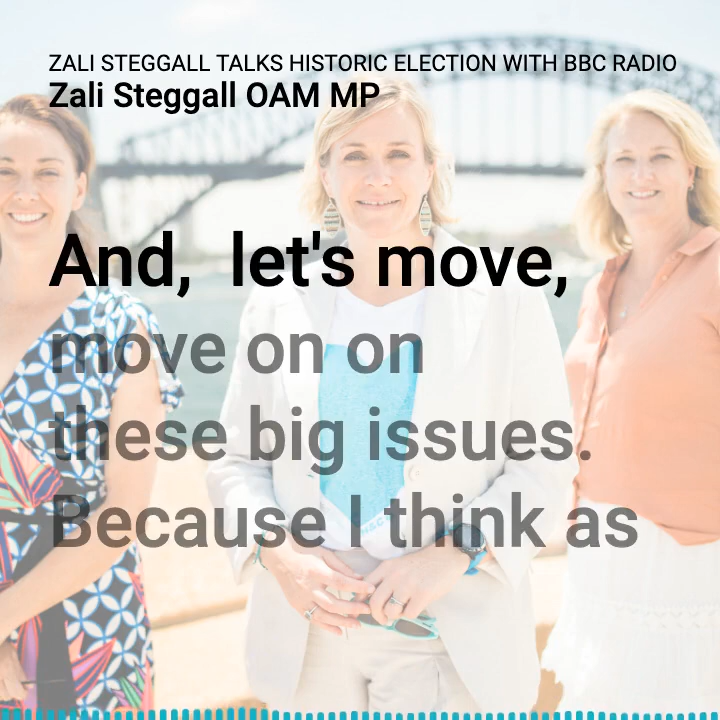 ZALI STEGGALL TALKS HISTORIC ELECTION WITH BBC RADIO
Zali Steggall OAM MP
And,  let's move,
move on on
these big issues.
Because I think as